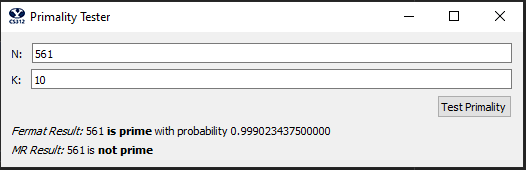 CS312 Primality Tester
N: 561
K: 10
Test Primality
Fermat Result: 561 is prime with probability 0.999023437500000
MR Result: 561 is not prime